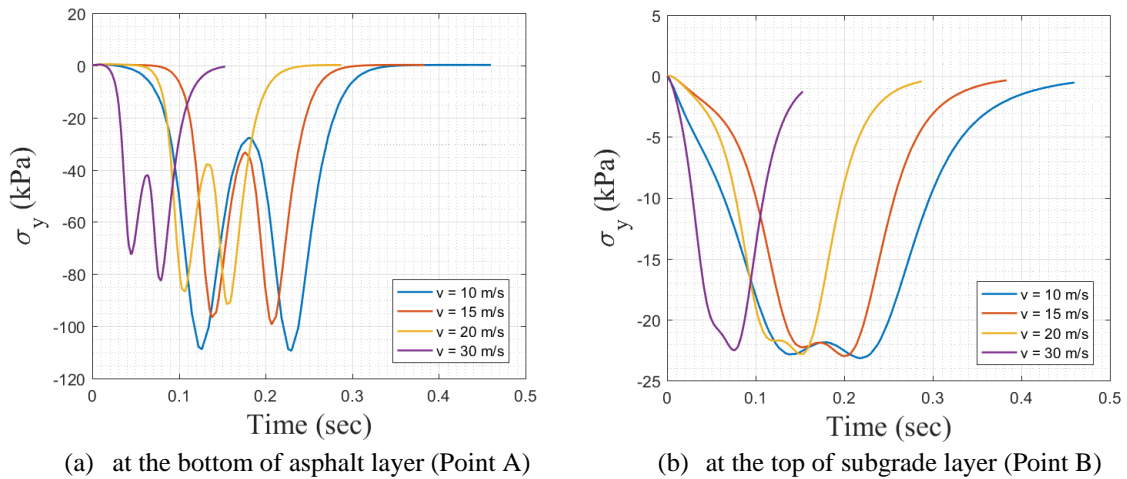 20
0
-20
-40
-60
-80
-100
-120
σy (kPa)
0 0.1 0.2 0.3 0.4 0.5
Time (sec)
v = 10 m/s
v = 15 m/s
v = 20 m/s
v = 30 m/s
(a) at the bottom of asphalt layer (Point A)
5
0
-5
-10
-15
-20
-25
σy (kPa)
0 0.1 0.2 0.3 0.4 0.5
Time (sec)
v = 10 m/s
v = 15 m/s
v = 20 m/s
v = 30 m/s
(b) at the top of subgrade layer (Point B)